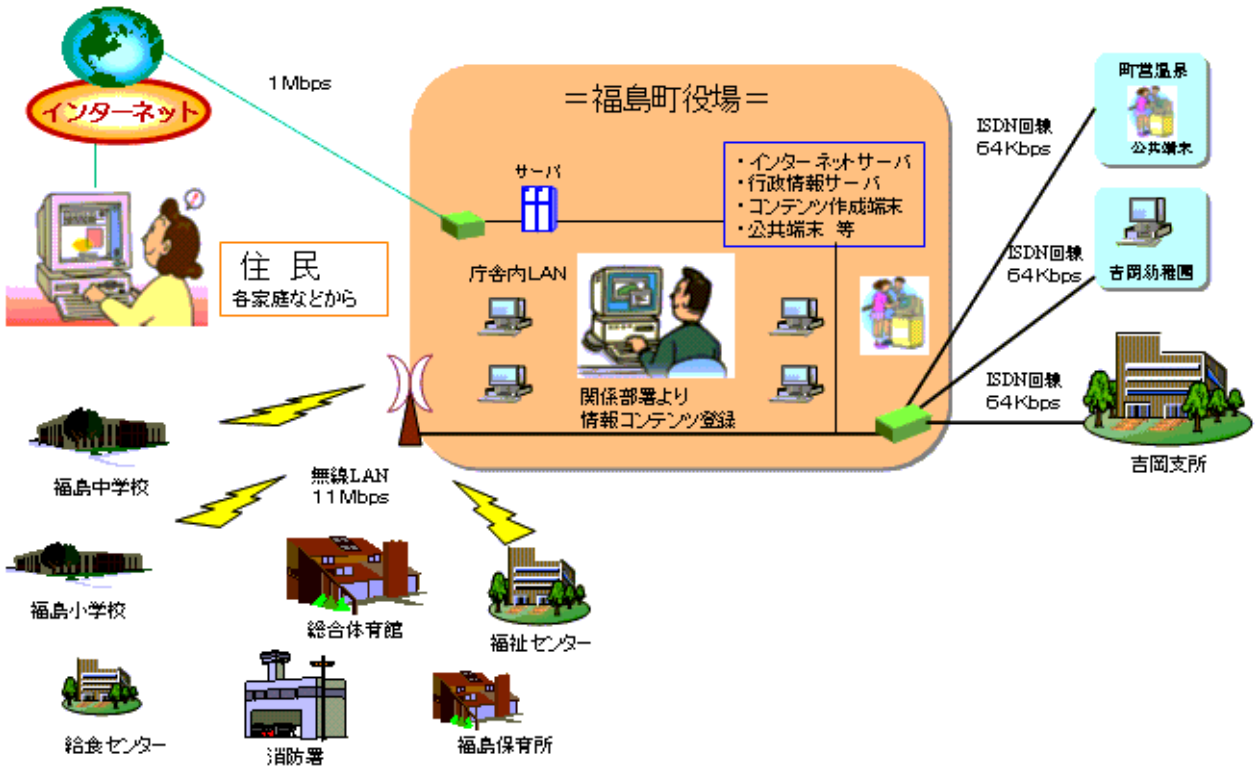 インターネット
1Mbps
＝福島町役場＝
サーバ
・インターネットサーバ
・行政情報サーバ
・コンテンツ作成端末
・公共端末 等
庁舎内LAN
関係部署より
情報コンテンツ登録
住 民
各家庭などから
ISDN回線
64Kbps
町営温泉
公共端末
ISDN回線
64Kbps
吉岡幼稚園
ISDN回線
64Kbps
吉岡支所
無線LAN
11Mbps
福島中学校
福島小学校
総合体育館
福祉センター
給食センター
消防署
福島保育所